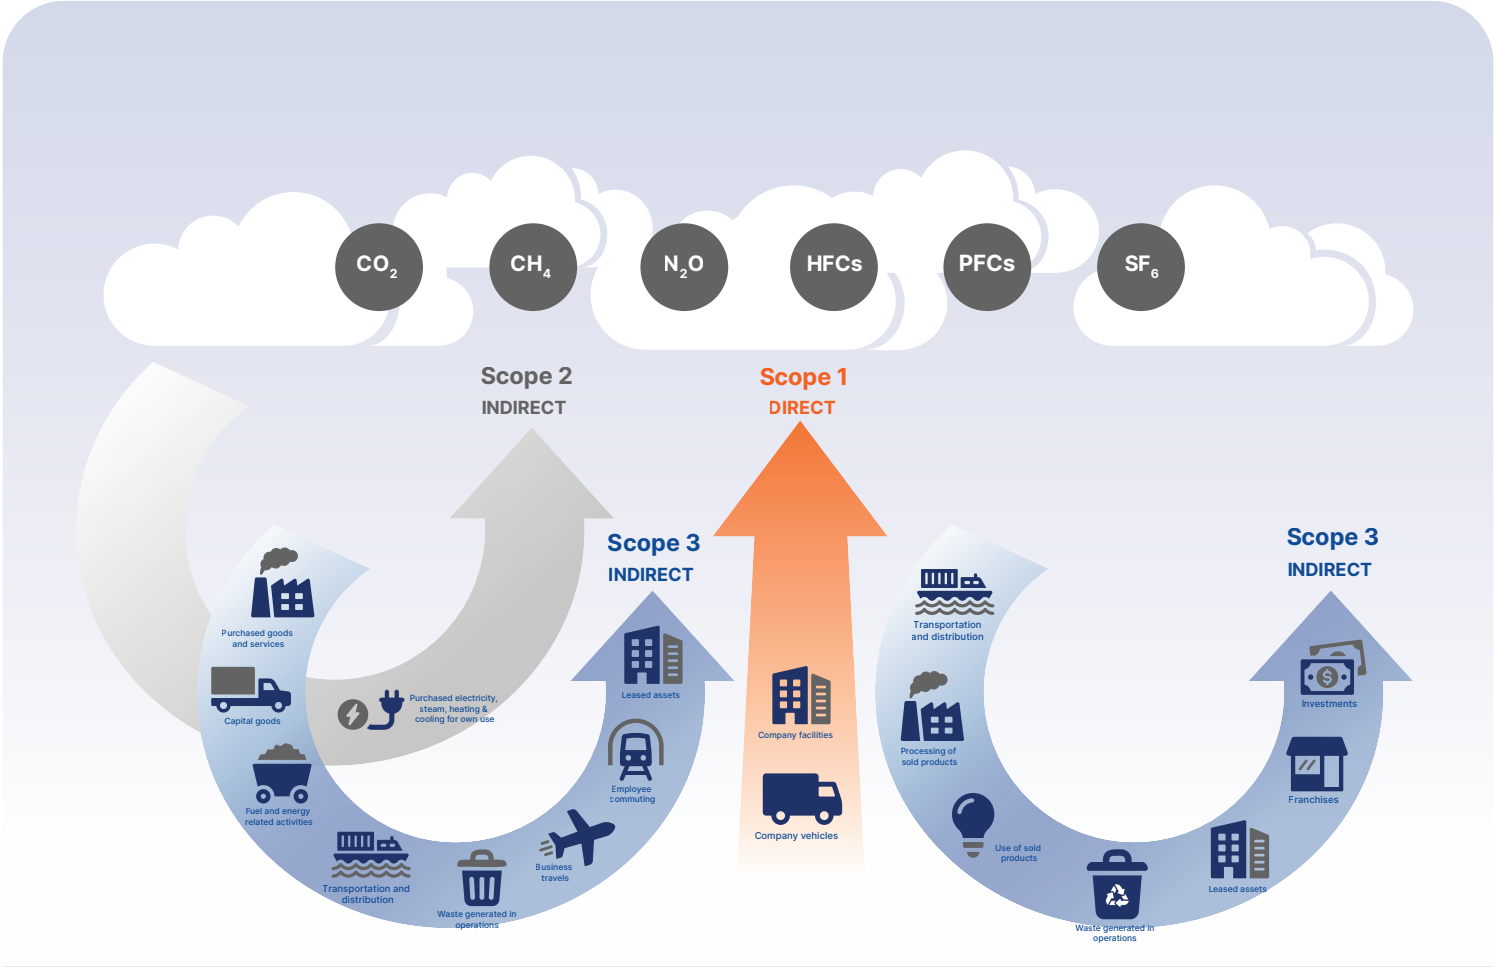 CO2
CH4
N2O
HFCs
PFCs
SF6
Scope 2
INDIRECT
Scope 1
DIRECT
Scope 3
INDIRECT
Scope 3
INDIRECT
Purchased goods
and services
Capital goods
Fuel and energy
related activities
Transportation and
distribution
Waste generated in
operations
Business
travels
Employee
commuting
Leased assets
Purchased electricity,
steam, heating &
cooling for own use
Company facilities
Company vehicles
Transportation
and distribution
Processing of
sold products
Use of sold
products
Waste generated in
operations
Leased assets
Franchises
Investments